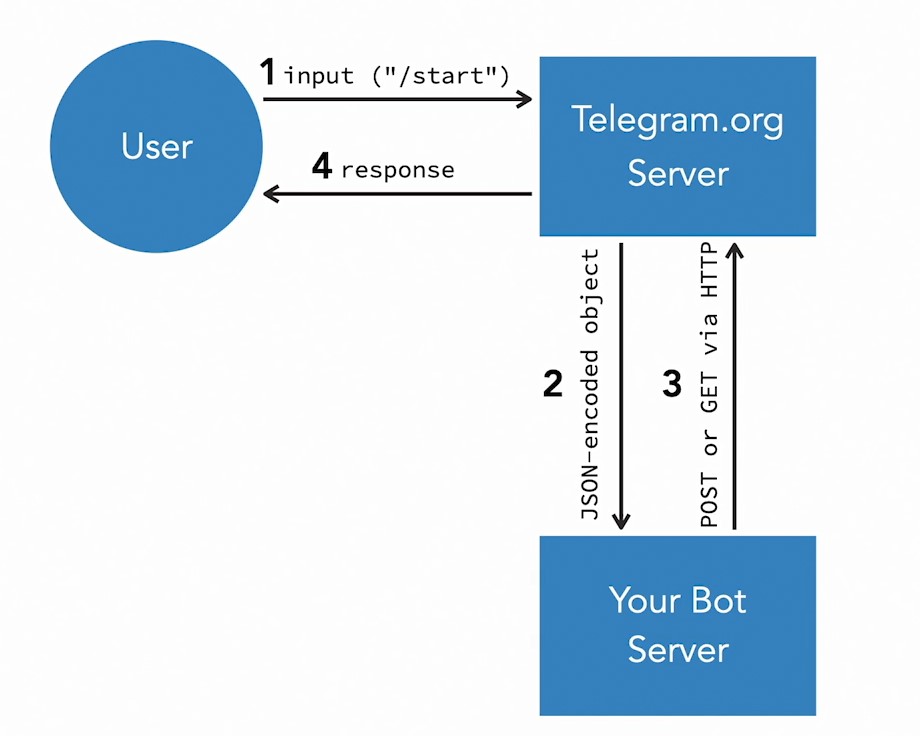 1 input ("/start")
User
Telegram.org
Server
4 response
2 JSON-encoded object
3 POST or GET via HTTP
Your Bot
Server